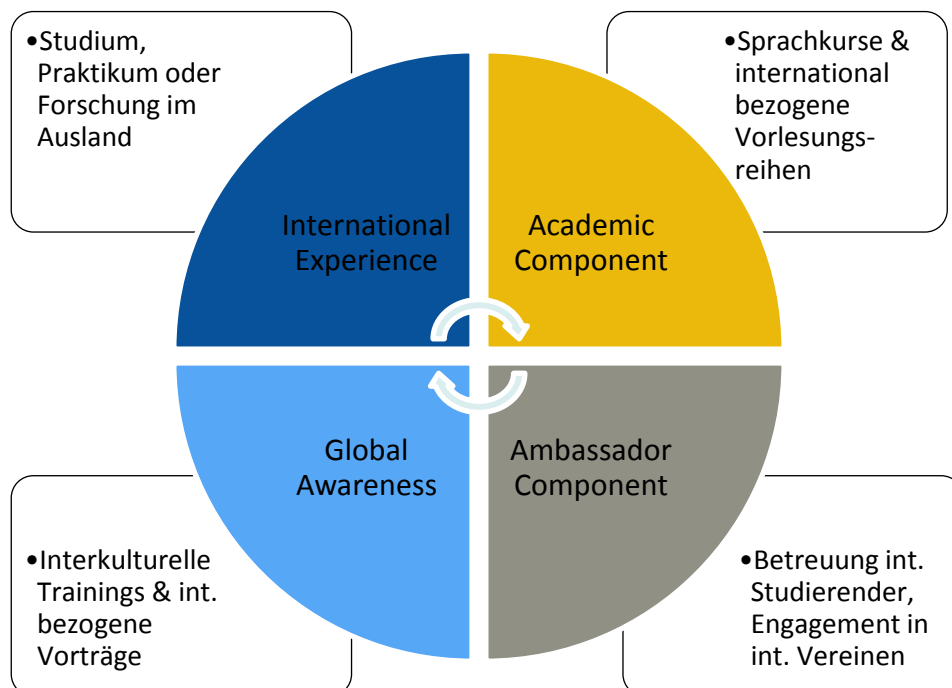 •Studium,
Praktikum oder
Forschung im
Ausland
•Sprachkurse &
international
bezogene
Vorlesungs-
reihen
International
Experience
Academic
Component
Global
Awareness
Ambassador
Component
•Interkulturelle
Trainings & int.
bezogene
Vorträge
•Betreuung int.
Studierender,
Engagement in
int. Vereinen